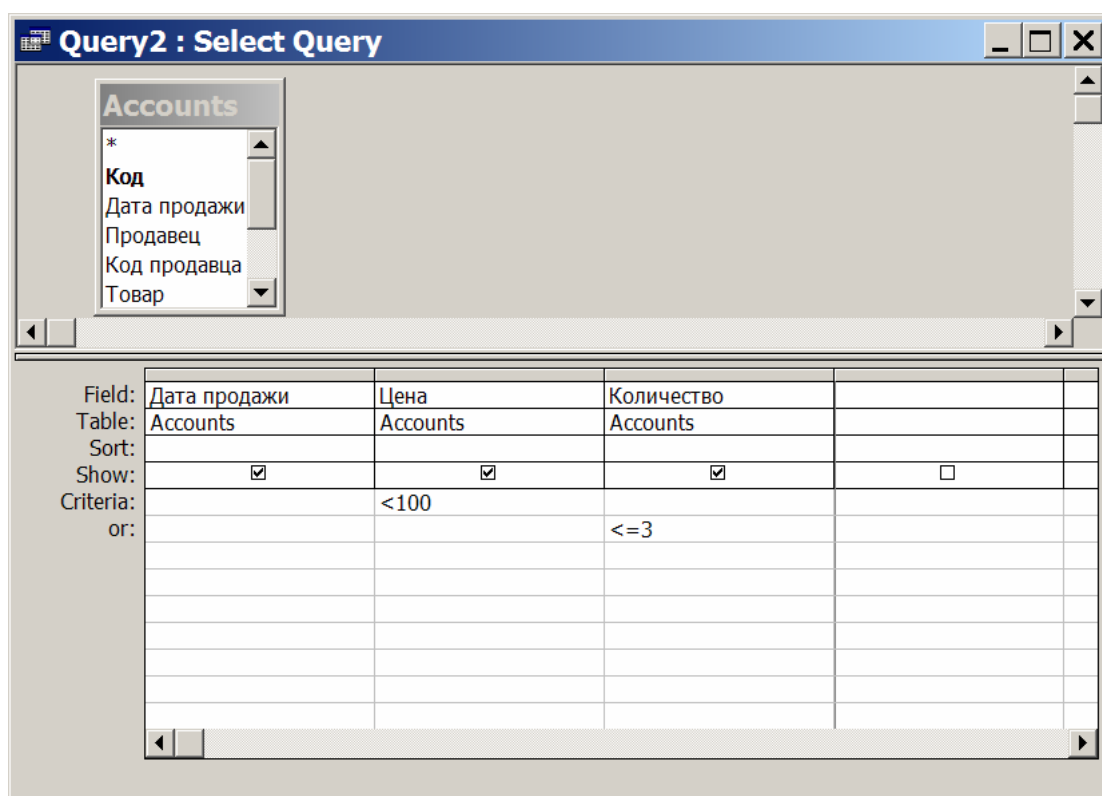 Query2 : Select Query
Accounts
*
Код
Дата продажи
Продавец
Код продавца
Товар
Field: Дата продажи Цена Количество
Table: Accounts Accounts Accounts
Sort:
Show:
Criteria: <100
or: <=3